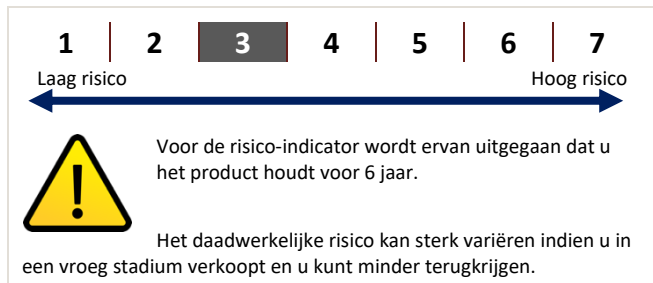 1 2 3 4 5 6 7
Laag risico Hoog risico
Voor de risico-indicator wordt ervan uitgegaan dat u
het product houdt voor 6 jaar.
Het daadwerkelijke risico kan sterk variëren indien u in
een vroeg stadium verkoopt en u kunt minder terugkrijgen.